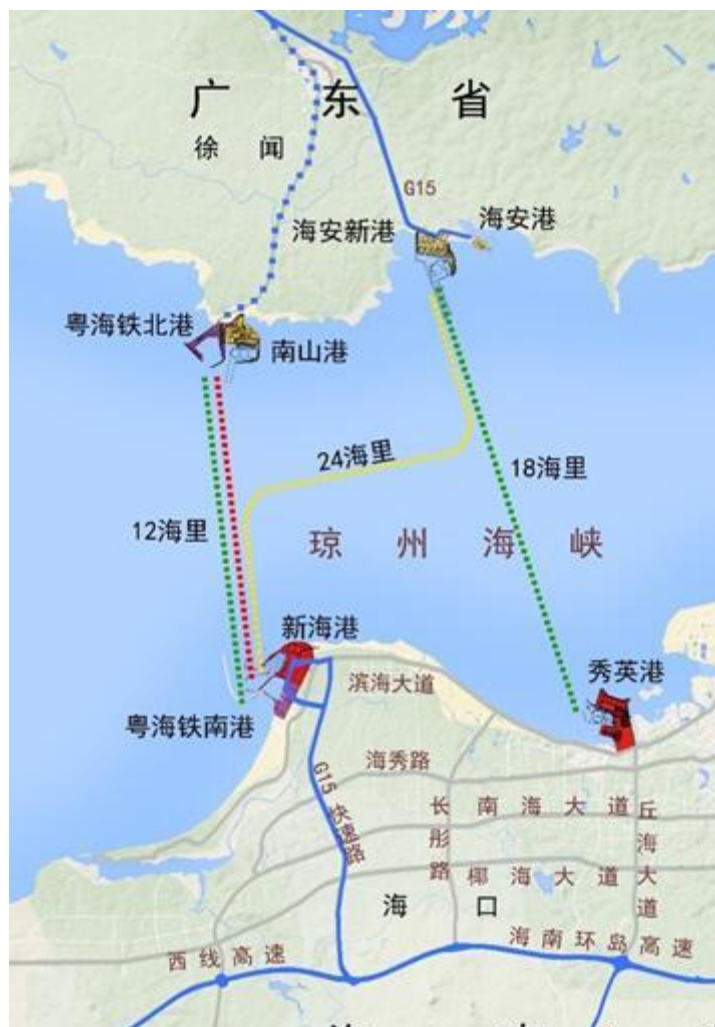 广东省
徐闻
G15
海安新港
海安港
粤海铁北港
南山港
24海里
18海里
12海里
琼州海峡
新海港
秀英港
滨海大道
粤海铁南港
海秀路
G15快速路
长彤路
南海大道
丘海大道
椰海大道
海口
西线高速
海南环岛高速